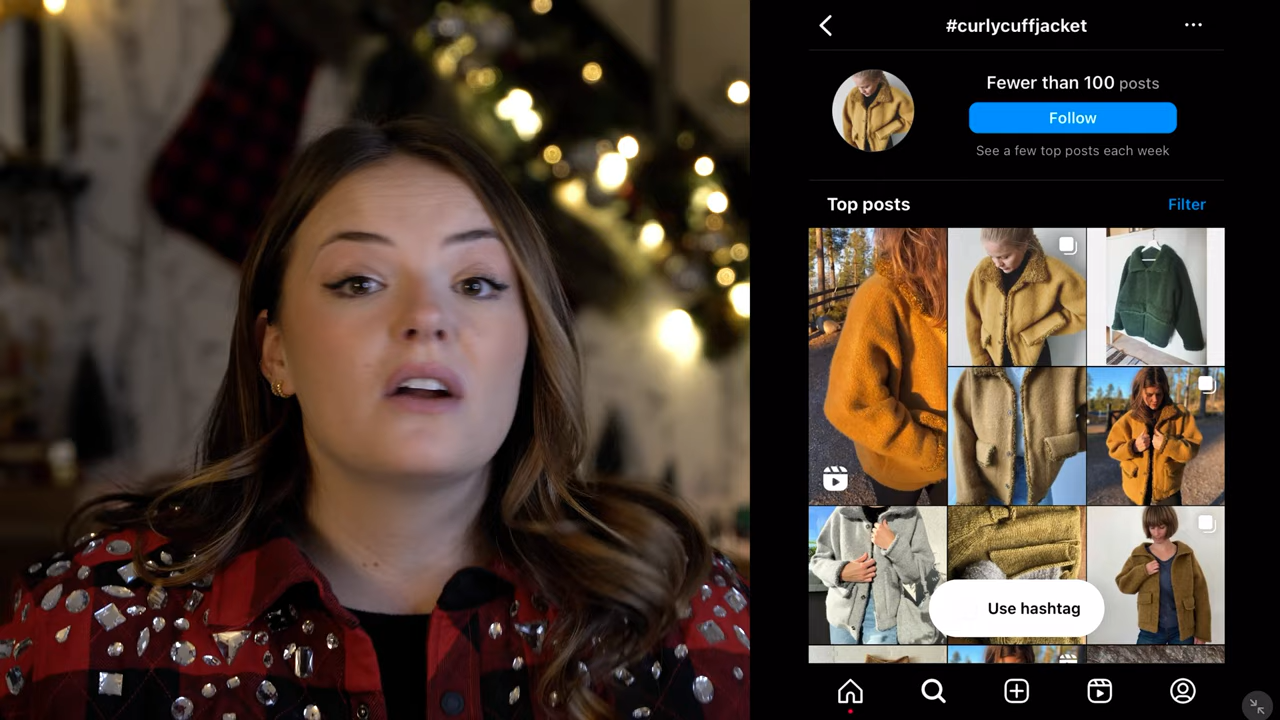 #curlycuffjacket
Fewer than 100 posts
Follow
See a few top posts each week
Top posts
Filter
Use hashtag